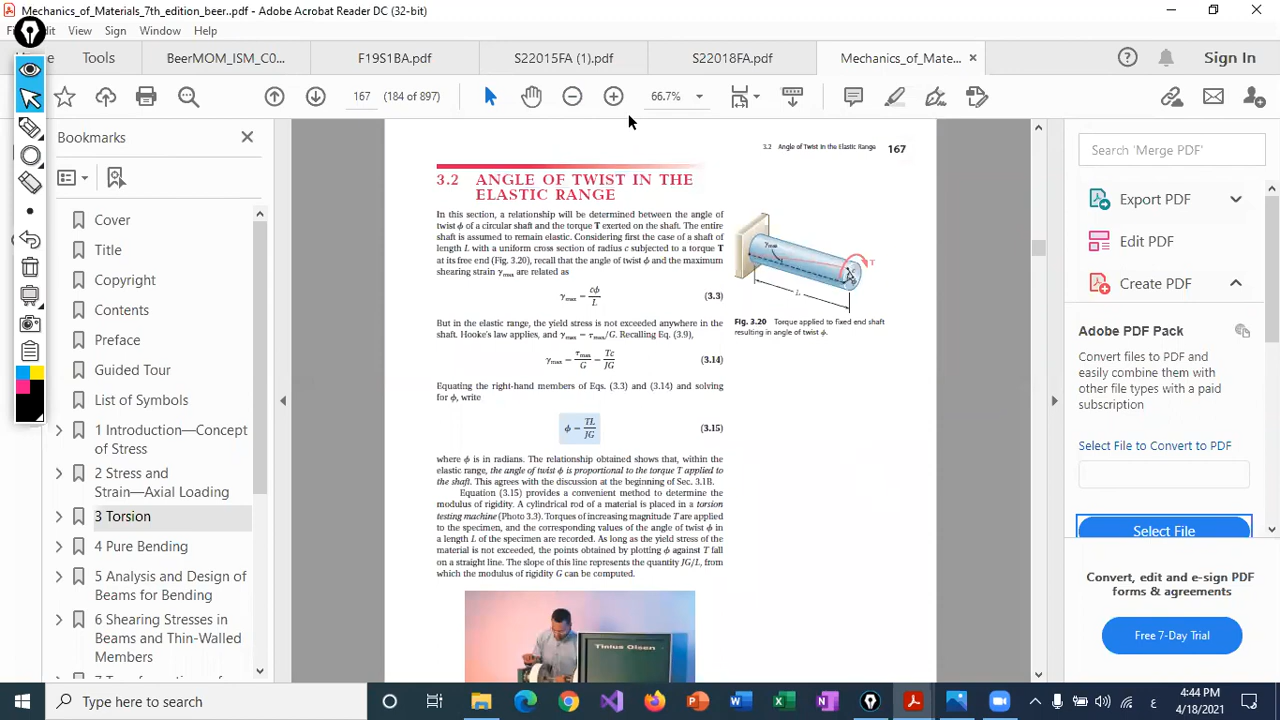 Mechanics_of_Materials_7th_edition_beer..pdf - Adobe Acrobat Reader DC (32-bit)
View Sign Window Help
Tools
BeerMOM_ISM_C0...
F19S1BA.pdf
S22015FA (1).pdf
S22018FA.pdf
Mechanics_of_Mate...
Sign In
167 (184 of 897)
66.7%
Bookmarks
Cover
Title
Copyright
Contents
Preface
Guided Tour
List of Symbols
1 Introduction—Concept
of Stress
2 Stress and
Strain—Axial Loading
3 Torsion
4 Pure Bending
5 Analysis and Design of
Beams for Bending
6 Shearing Stresses in
Beams and Thin-Walled
Members
3.2 Angle of Twist In the Elastic Range 167
3.2 ANGLE OF TWIST IN THE
ELASTIC RANGE
In this section, a relationship will be determined between the angle of
twist ϕ of a circular shaft and the torque T exerted on the shaft. The entire
shaft is assumed to remain elastic. Considering first the case of a shaft of
length L with a uniform cross section of radius c subjected to a torque T
at its free end (Fig. 3.20), recall that the angle of twist ϕ and the maximum
shearing strain γmax are related as
γmax = cϕ/L (3.3)
But in the elastic range, the yield stress is not exceeded anywhere in the
shaft. Hooke's law applies, and γmax = τmax/G. Recalling Eq. (3.9),
γmax = τmax/G = Tc/JG (3.14)
Equating the right-hand members of Eqs. (3.3) and (3.14) and solving
for ϕ, write
ϕ = TL/JG (3.15)
where ϕ is in radians. The relationship obtained shows that, within the
elastic range, the angle of twist ϕ is proportional to the torque T applied to
the shaft. This agrees with the discussion at the beginning of Sec. 3.1B.
Equation (3.15) provides a convenient method to determine the
modulus of rigidity. A cylindrical rod of a material is placed in a torsion
testing machine (Photo 3.3). Torques of increasing magnitude T are applied
to the specimen, and the corresponding values of the angle of twist ϕ in
a length L of the specimen are recorded. As long as the yield stress of the
material is not exceeded, the points obtained by plotting ϕ against T fall
on a straight line. The slope of this line represents the quantity JG/L, from
which the modulus of rigidity G can be computed.
Tinius Olsen
γmax
T
c
ϕ
L
Fig. 3.20 Torque applied to fixed end shaft
resulting in angle of twist ϕ.
Search 'Merge PDF'
Export PDF
Edit PDF
Create PDF
Adobe PDF Pack
Convert files to PDF and
easily combine them with
other file types with a paid
subscription
Select File to Convert to PDF
Select File
Convert, edit and e-sign PDF
forms & agreements
Free 7-Day Trial
Type here to search
ع
4:44 PM
4/18/2021